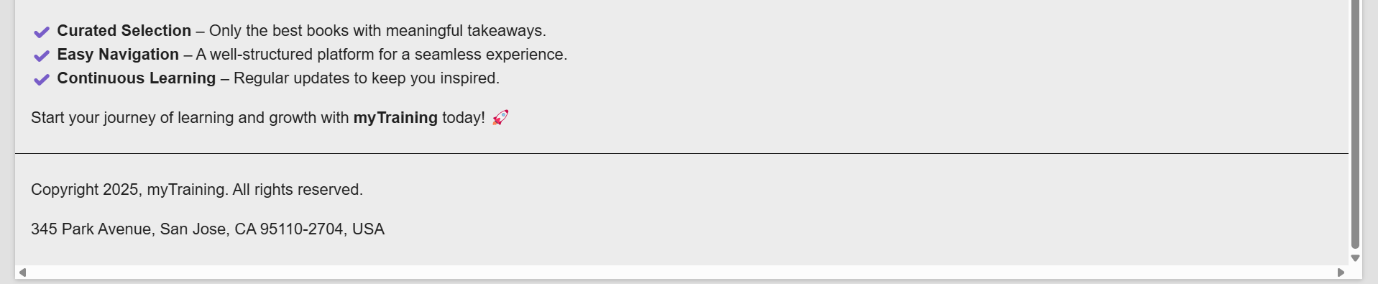 ✔ Curated Selection – Only the best books with meaningful takeaways.
✔ Easy Navigation – A well-structured platform for a seamless experience.
✔ Continuous Learning – Regular updates to keep you inspired.
Start your journey of learning and growth with myTraining today! 🚀
Copyright 2025, myTraining. All rights reserved.
345 Park Avenue, San Jose, CA 95110-2704, USA